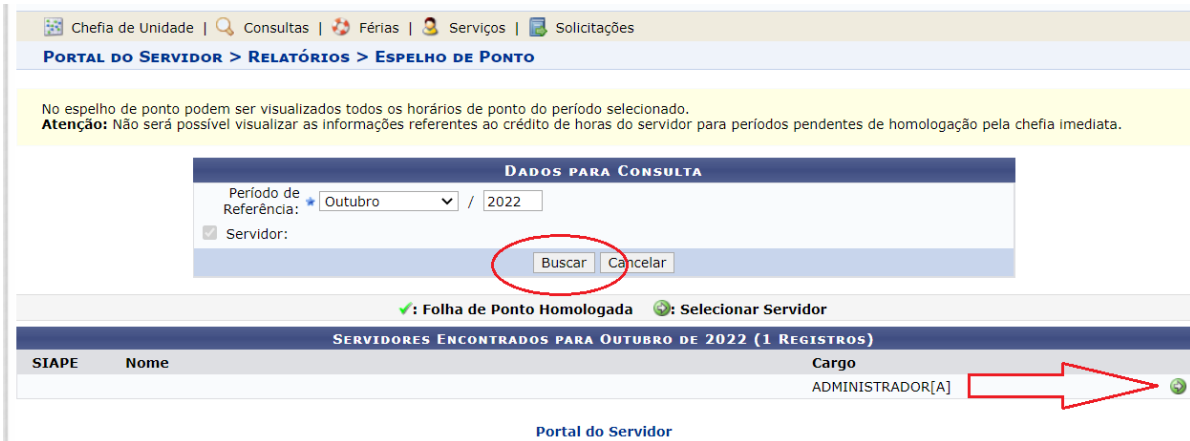 Chefia de Unidade | Consultas | Férias | Serviços | Solicitações
Portal do Servidor > Relatórios > Espelho de Ponto
No espelho de ponto podem ser visualizados todos os horários de ponto do período selecionado.
Atenção: Não será possível visualizar as informações referentes ao crédito de horas do servidor para períodos pendentes de homologação pela chefia imediata.
Dados para Consulta
Período de
Referência: Outubro / 2022
Servidor:
Buscar Cancelar
: Folha de Ponto Homologada : Selecionar Servidor
Servidores Encontrados para Outubro de 2022 (1 Registros)
SIAPE Nome Cargo
ADMINISTRADOR[A]
Portal do Servidor